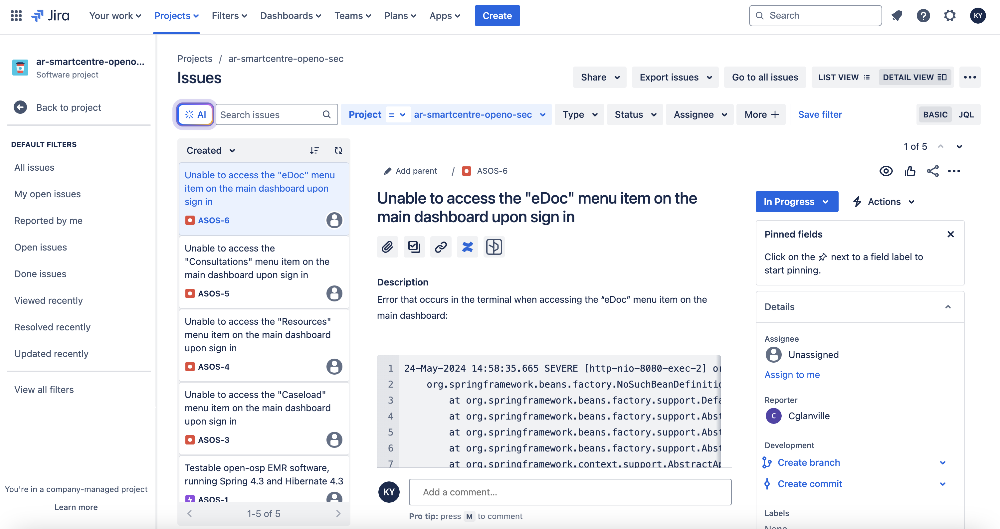 Jira
Your work
Projects
Filters
Dashboards
Teams
Plans
Apps
Create
Search
?
KY
ar-smartcentre-openo...
Software project
Back to project
DEFAULT FILTERS
All issues
My open issues
Reported by me
Open issues
Done issues
Viewed recently
Resolved recently
Updated recently
View all filters
You're in a company-managed project
Learn more
Projects / ar-smartcentre-openo-sec
Issues
Share
Export issues
Go to all issues
LIST VIEW
DETAIL VIEW
AI
Search issues
Project = ar-smartcentre-openo-sec
Type
Status
Assignee
More
Save filter
BASIC
JQL
Created
Unable to access the "eDoc" menu
item on the main dashboard upon
sign in
ASOS-6
Unable to access the
"Consultations" menu item on the
main dashboard upon sign in
ASOS-5
Unable to access the "Resources"
menu item on the main dashboard
upon sign in
ASOS-4
Unable to access the "Caseload"
menu item on the main dashboard
upon sign in
ASOS-3
Testable open-osp EMR software,
running Spring 4.3 and Hibernate 4.3
ASOS-1
1-5 of 5
1 of 5
Add parent / ASOS-6
Unable to access the "eDoc" menu item on the
main dashboard upon sign in
Description
Error that occurs in the terminal when accessing the “eDoc” menu item on the
main dashboard:
1 24-May-2024 14:58:35.665 SEVERE [http-nio-8080-exec-2] or
2 org.springframework.beans.factory.NoSuchBeanDefinitio
3 at org.springframework.beans.factory.support.Defa
4 at org.springframework.beans.factory.support.Abst
5 at org.springframework.beans.factory.support.Abst
6 at org.springframework.beans.factory.support.Abst
7 at org.springframework.context.support.AbstractAp
KY
Add a comment...
Pro tip: press M to comment
In Progress
Actions
Pinned fields
Click on the next to a field label to
start pinning.
Details
Assignee
Unassigned
Assign to me
Reporter
C
Cglanville
Development
Create branch
Create commit
Labels
None